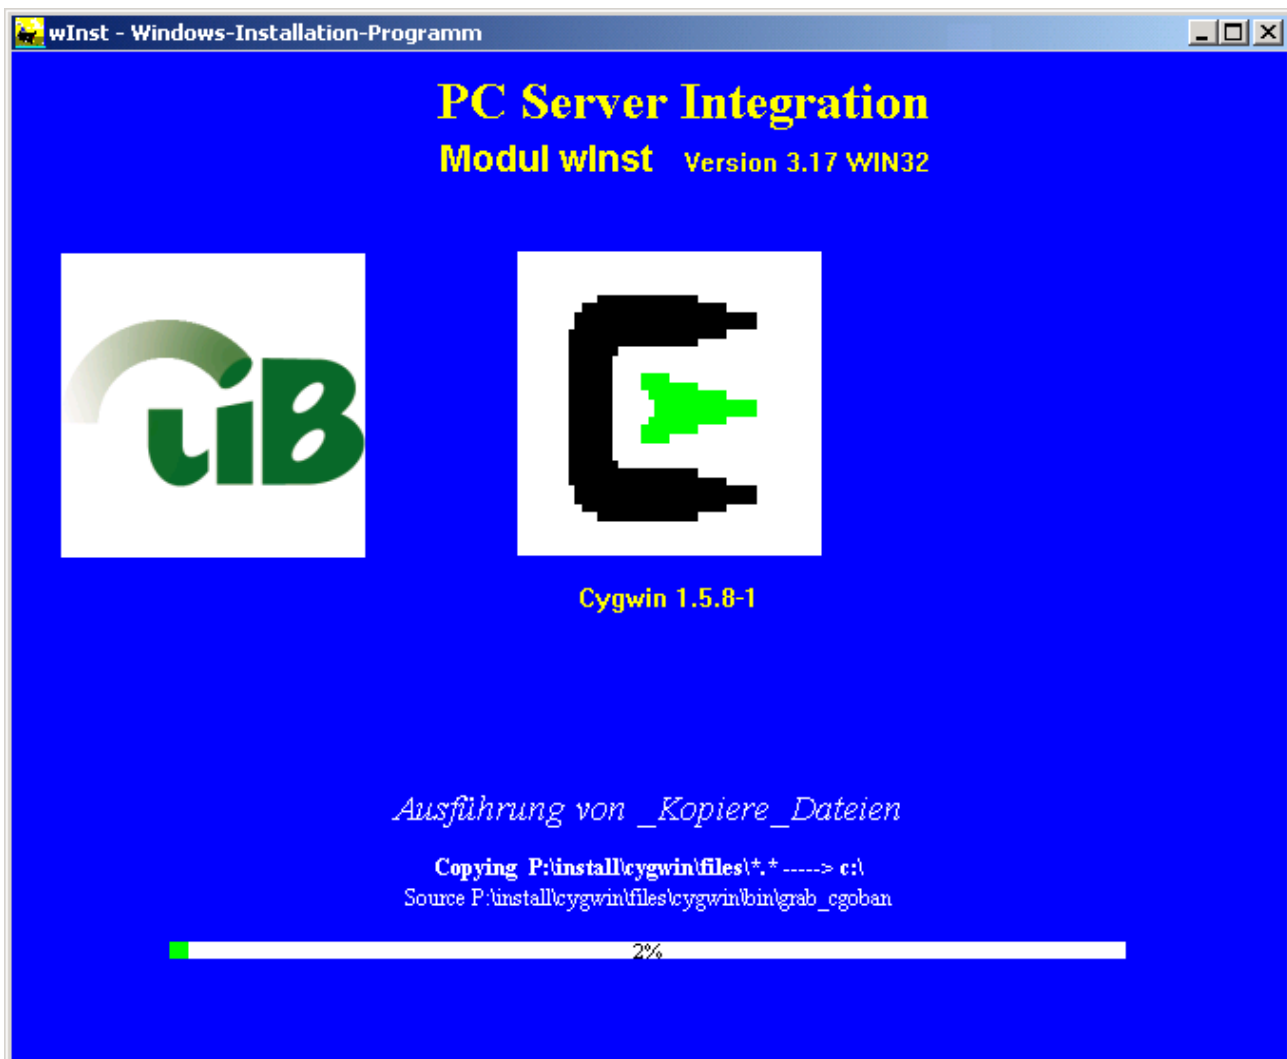 wInst - Windows-Installation-Programm
PC Server Integration
Modul wInst Version 3.17 WIN32
uiB
Cygwin 1.5.8-1
Ausführung von _Kopiere_Dateien
Copying P:\install\cygwin\files\*.* -----> c:\
Source P:\install\cygwin\files\cygwin\bin\grab_cgoban
2%